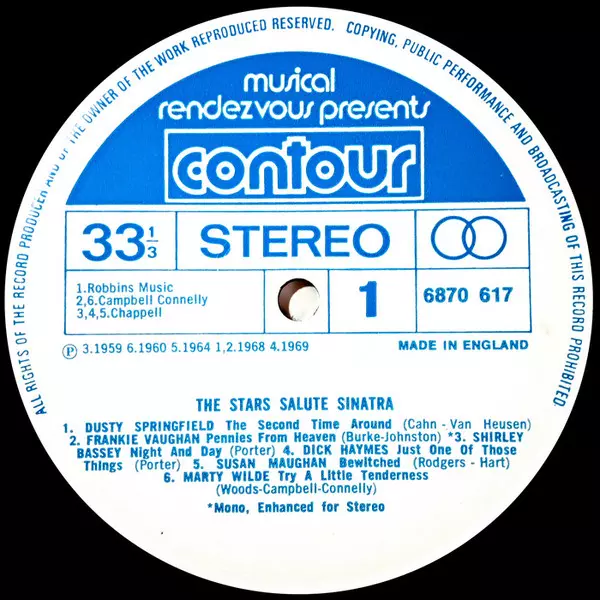 ALL RIGHTS OF THE RECORD PRODUCER AND OF THE OWNER OF THE WORK REPRODUCED RESERVED. COPYING, PUBLIC PERFORMANCE AND BROADCASTING OF THIS RECORD PROHIBITED.
musical
rendezvous presents
contour
33 1/3 STEREO
1.Robbins Music
2,6.Campbell Connelly
3,4,5.Chappell
1
6870 617
Ⓟ 3.1959 6.1960 5.1964 1,2.1968 4.1969
MADE IN ENGLAND
THE STARS SALUTE SINATRA
1. DUSTY SPRINGFIELD The Second Time Around (Cahn - Van Heusen)
2. FRANKIE VAUGHAN Pennies From Heaven (Burke-Johnston) *3. SHIRLEY
BASSEY Night And Day (Porter) 4. DICK HAYMES Just One Of Those
Things (Porter) 5. SUSAN MAUGHAN Bewitched (Rodgers - Hart)
6. MARTY WILDE Try A Little Tenderness
(Woods-Campbell-Connelly)
*Mono, Enhanced for Stereo